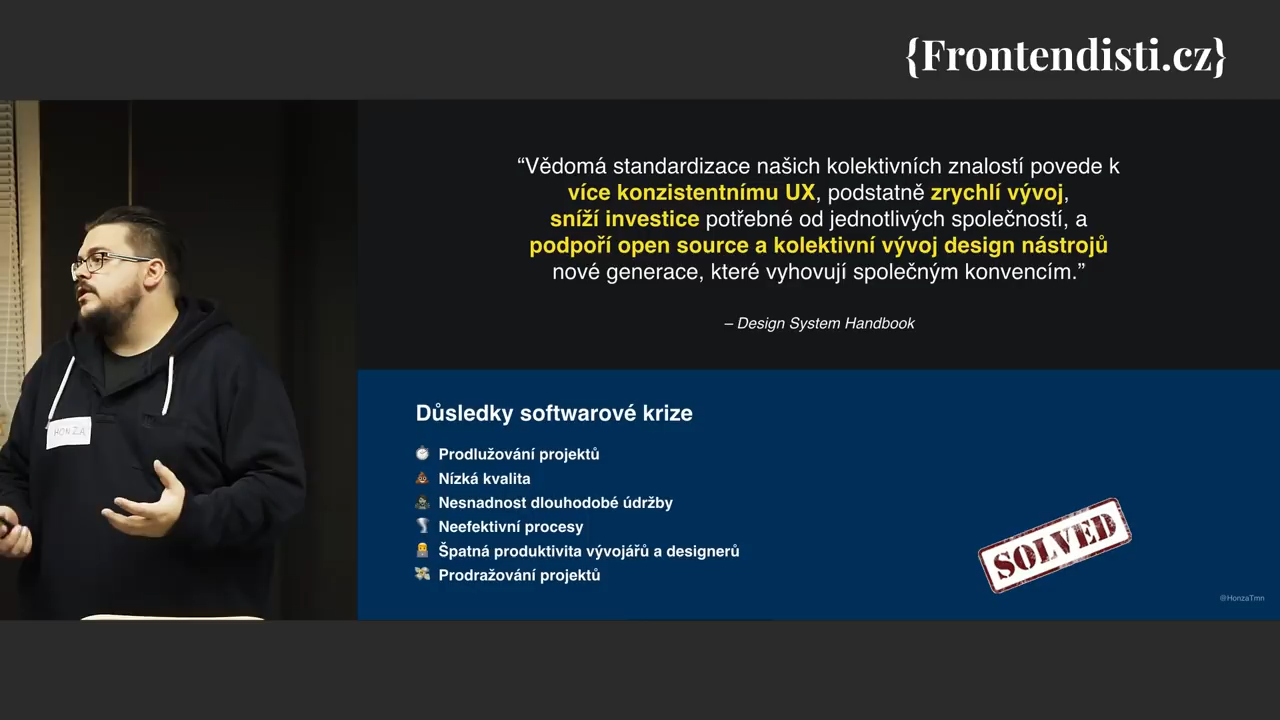 {Frontendisti.cz}
“Vědomá standardizace našich kolektivních znalostí povede k
více konzistentnímu UX, podstatně zrychlí vývoj,
sníží investice potřebné od jednotlivých společností, a
podpoří open source a kolektivní vývoj design nástrojů
nové generace, které vyhovují společným konvencím.”
– Design System Handbook
HONZA
Důsledky softwarové krize
Prodlužování projektů
Nízká kvalita
Nesnadnost dlouhodobé údržby
Neefektivní procesy
Špatná produktivita vývojářů a designerů
Prodražování projektů
SOLVED
@HonzaTmn